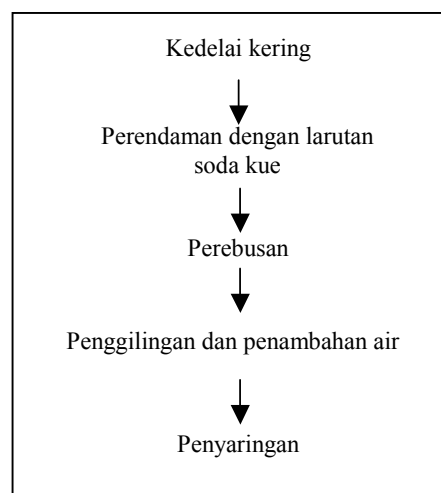 Kedelai kering
Perendaman dengan larutan
soda kue
Perebusan
Penggilingan dan penambahan air
Penyaringan